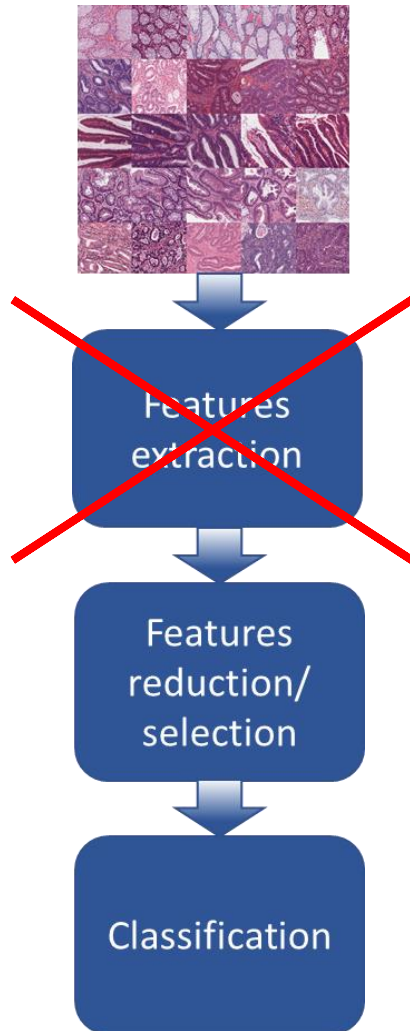 Features
extraction
Features
reduction/
selection
Classification